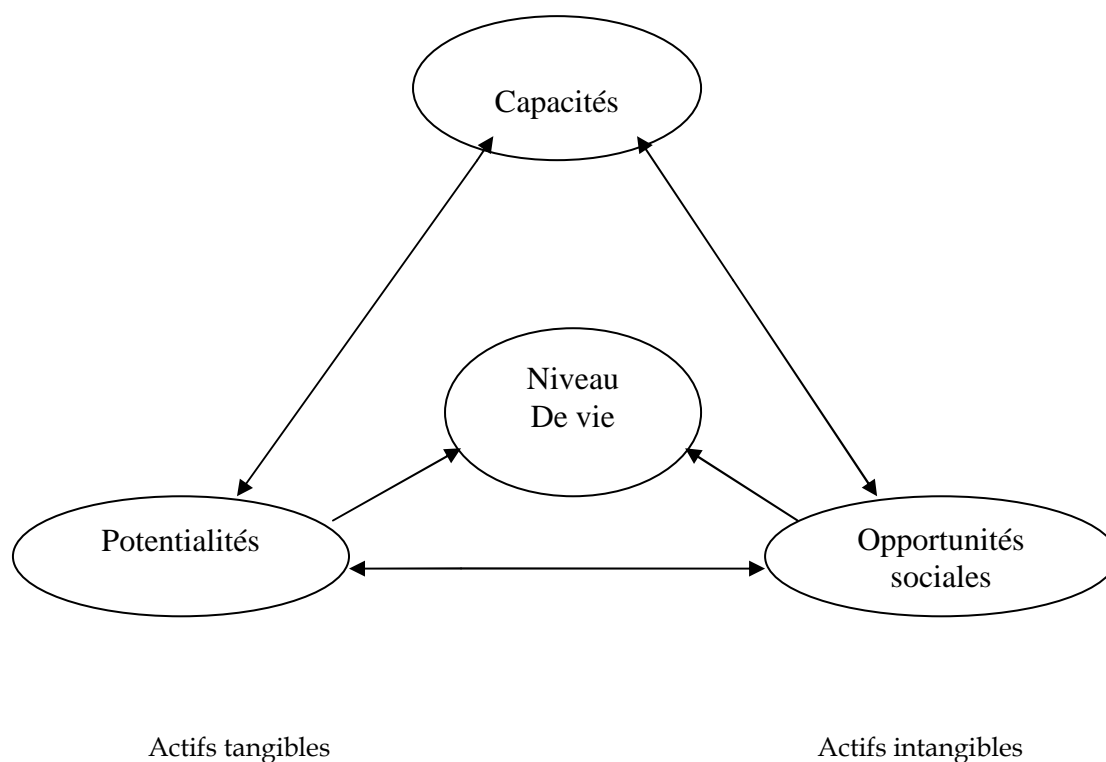 Capacités
Niveau
De vie
Potentialités
Opportunités
sociales
Actifs tangibles
Actifs intangibles